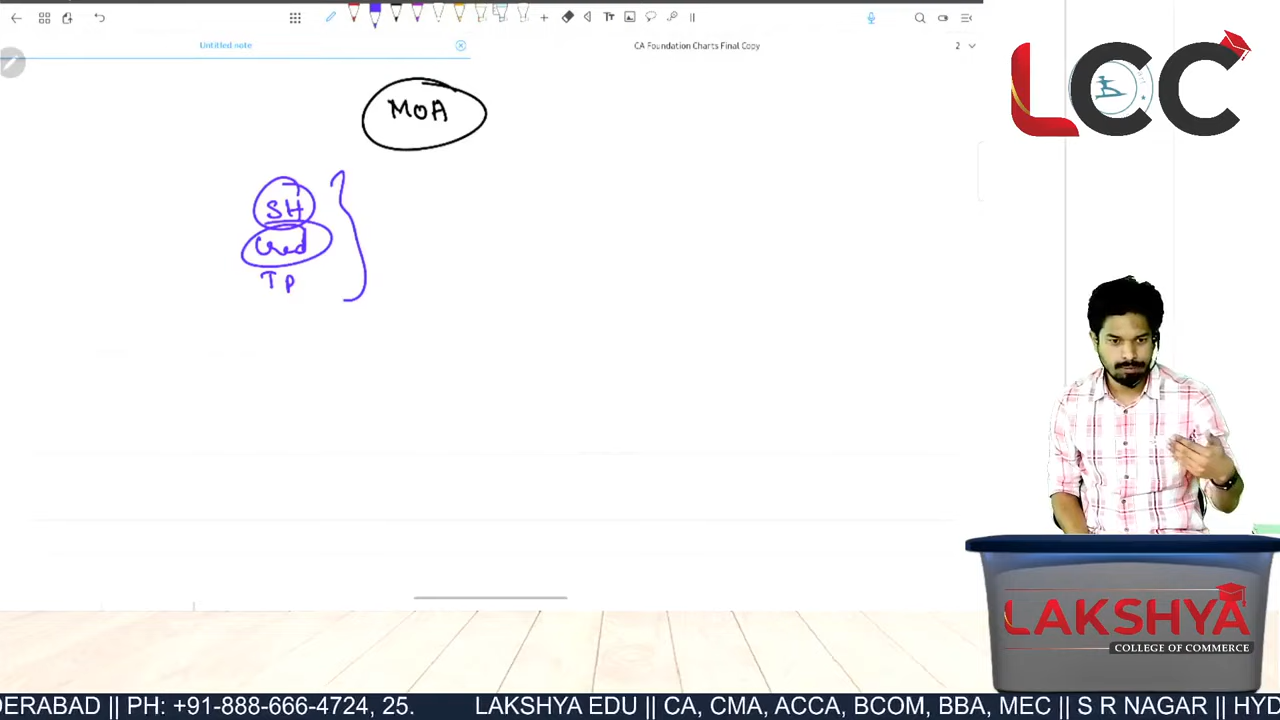 Untitled note
CA Foundation Charts Final Copy
2
MOA
SH
Cred
TP
LCC
LAKSHYA
COLLEGE OF COMMERCE
DERABAD || PH: +91-888-666-4724, 25. LAKSHYA EDU || CA, CMA, ACCA, BCOM, BBA, MEC || S R NAGAR || HYD